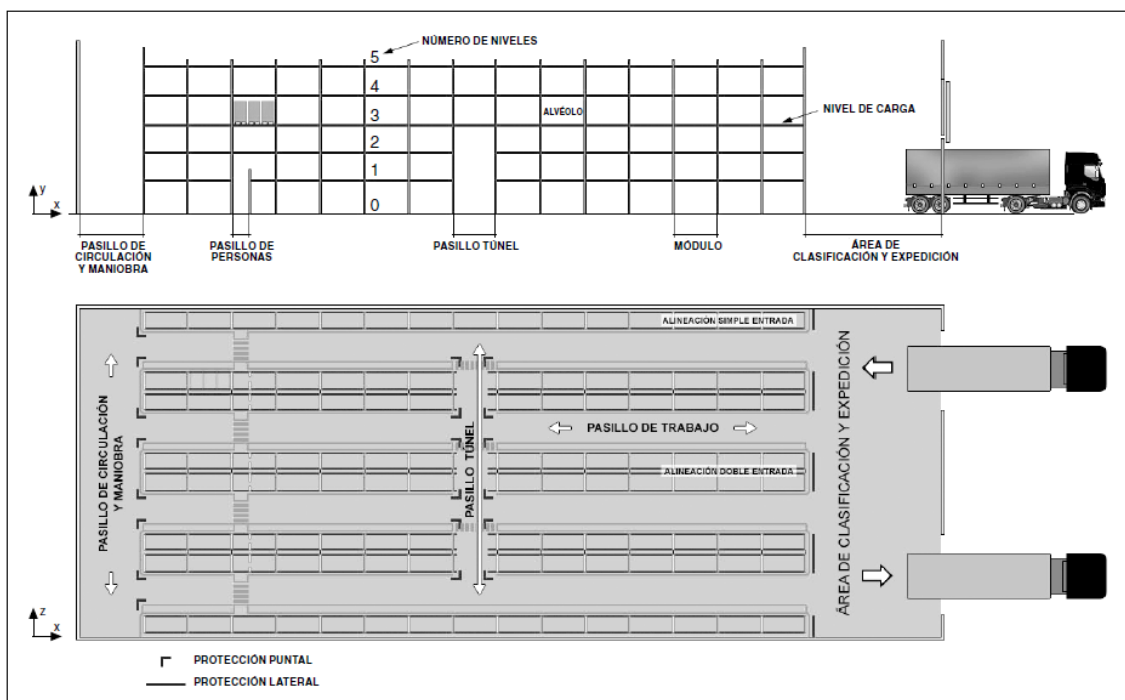 NÚMERO DE NIVELES
5
4
ALVÉOLO
3
NIVEL DE CARGA
2
1
0
y
x
PASILLO DE
CIRCULACIÓN
Y MANIOBRA
PASILLO DE
PERSONAS
PASILLO TÚNEL
MÓDULO
ÁREA DE
CLASIFICACIÓN Y EXPEDICIÓN
ALINEACIÓN SIMPLE ENTRADA
PASILLO DE CIRCULACIÓN
Y MANIOBRA
PASILLO TÚNEL
PASILLO DE TRABAJO
ALINEACIÓN DOBLE ENTRADA
ÁREA DE CLASIFICACIÓN Y EXPEDICIÓN
z
x
PROTECCIÓN PUNTAL
PROTECCIÓN LATERAL